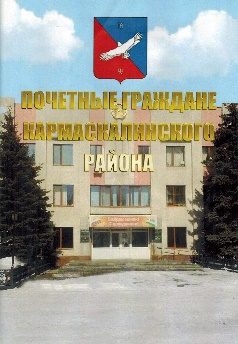 ПОЧЕТНЫЕ ГРАЖДАНЕ
КАРМАСКАЛИНСКОГО
РАЙОНА